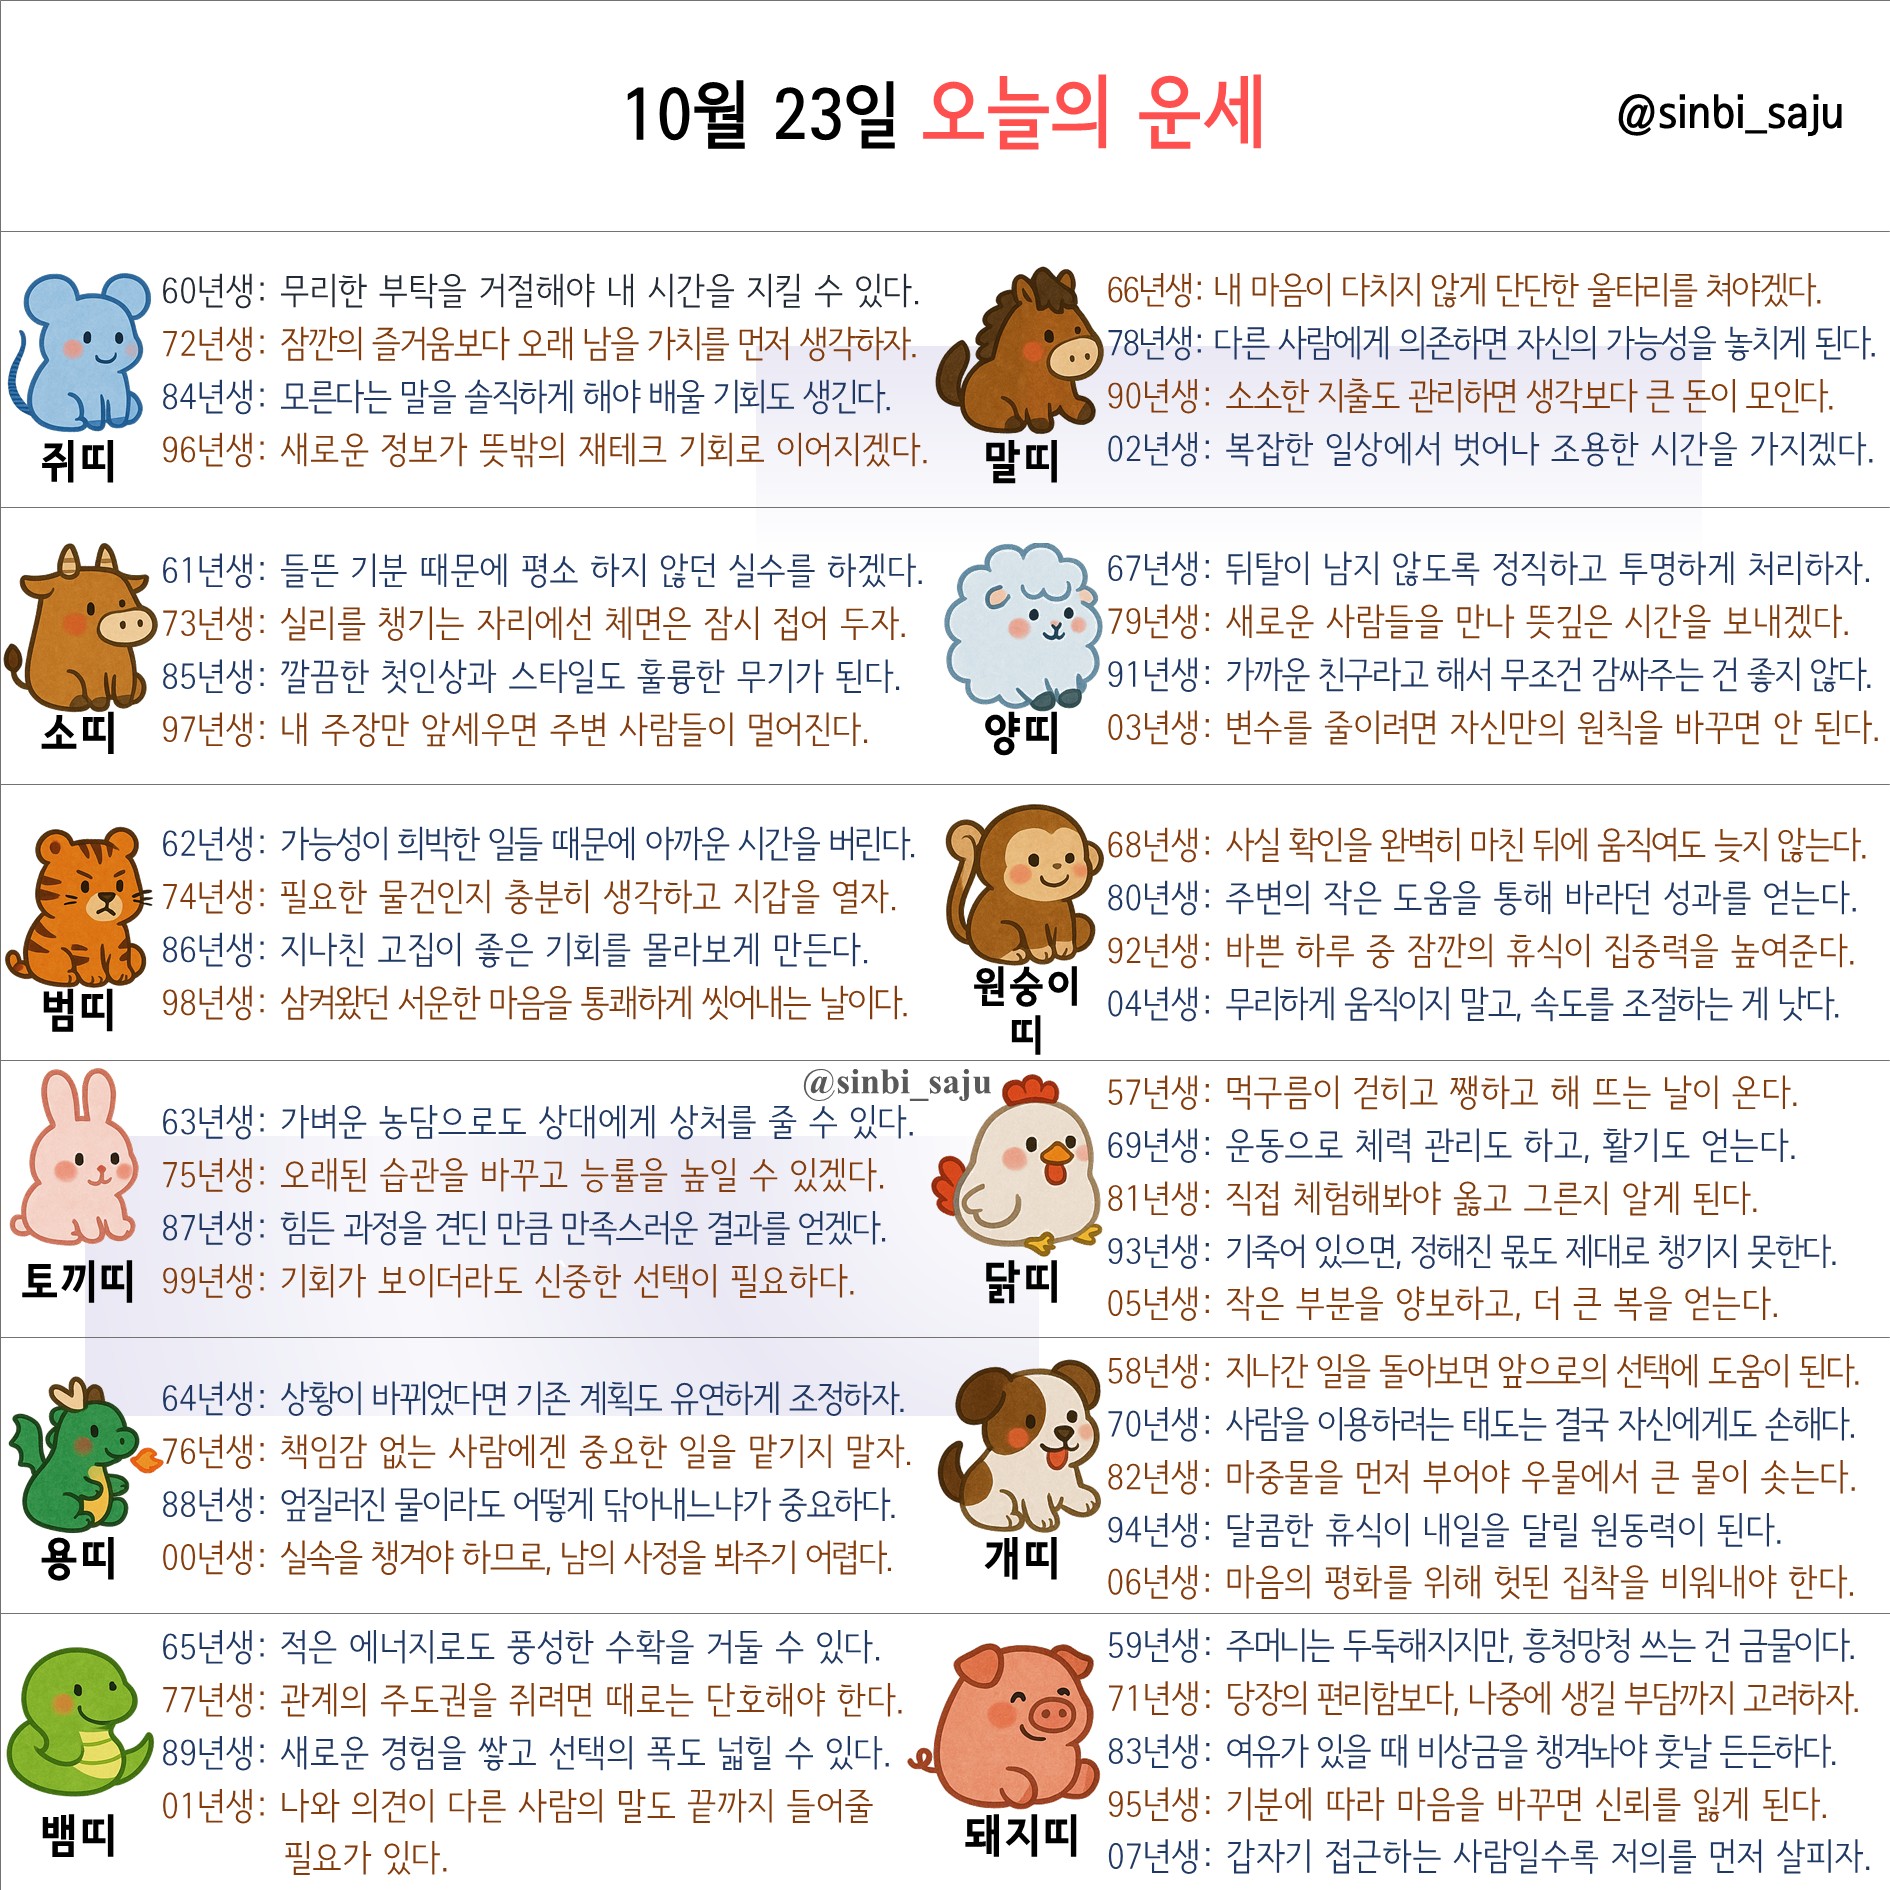 10월 23일 오늘의 운세
@sinbi_saju
60년생: 무리한 부탁을 거절해야 내 시간을 지킬 수 있다.
72년생: 잠깐의 즐거움보다 오래 남을 가치를 먼저 생각하자.
84년생: 모른다는 말을 솔직하게 해야 배울 기회도 생긴다.
96년생: 새로운 정보가 뜻밖의 재테크 기회로 이어지겠다.
쥐띠
66년생: 내 마음이 다치지 않게 단단한 울타리를 쳐야겠다.
78년생: 다른 사람에게 의존하면 자신의 가능성을 놓치게 된다.
90년생: 소소한 지출도 관리하면 생각보다 큰 돈이 모인다.
02년생: 복잡한 일상에서 벗어나 조용한 시간을 가지겠다.
말띠
61년생: 들뜬 기분 때문에 평소 하지 않던 실수를 하겠다.
73년생: 실리를 챙기는 자리에선 체면은 잠시 접어 두자.
85년생: 깔끔한 첫인상과 스타일도 훌륭한 무기가 된다.
97년생: 내 주장만 앞세우면 주변 사람들이 멀어진다.
소띠
67년생: 뒤탈이 남지 않도록 정직하고 투명하게 처리하자.
79년생: 새로운 사람들을 만나 뜻깊은 시간을 보내겠다.
91년생: 가까운 친구라고 해서 무조건 감싸주는 건 좋지 않다.
03년생: 변수를 줄이려면 자신만의 원칙을 바꾸면 안 된다.
양띠
62년생: 가능성이 희박한 일들 때문에 아까운 시간을 버린다.
74년생: 필요한 물건인지 충분히 생각하고 지갑을 열자.
86년생: 지나친 고집이 좋은 기회를 몰라보게 만든다.
98년생: 삼켜왔던 서운한 마음을 통쾌하게 씻어내는 날이다.
범띠
68년생: 사실 확인을 완벽히 마친 뒤에 움직여도 늦지 않는다.
80년생: 주변의 작은 도움을 통해 바라던 성과를 얻는다.
92년생: 바쁜 하루 중 잠깐의 휴식이 집중력을 높여준다.
04년생: 무리하게 움직이지 말고, 속도를 조절하는 게 낫다.
원숭이
띠
@sinbi_saju
63년생: 가벼운 농담으로도 상대에게 상처를 줄 수 있다.
75년생: 오래된 습관을 바꾸고 능률을 높일 수 있겠다.
87년생: 힘든 과정을 견딘 만큼 만족스러운 결과를 얻겠다.
99년생: 기회가 보이더라도 신중한 선택이 필요하다.
토끼띠
57년생: 먹구름이 걷히고 쨍하고 해 뜨는 날이 온다.
69년생: 운동으로 체력 관리도 하고, 활기도 얻는다.
81년생: 직접 체험해봐야 옳고 그른지 알게 된다.
93년생: 기죽어 있으면, 정해진 몫도 제대로 챙기지 못한다.
05년생: 작은 부분을 양보하고, 더 큰 복을 얻는다.
닭띠
64년생: 상황이 바뀌었다면 기존 계획도 유연하게 조정하자.
76년생: 책임감 없는 사람에겐 중요한 일을 맡기지 말자.
88년생: 엎질러진 물이라도 어떻게 닦아내느냐가 중요하다.
00년생: 실속을 챙겨야 하므로, 남의 사정을 봐주기 어렵다.
용띠
58년생: 지나간 일을 돌아보면 앞으로의 선택에 도움이 된다.
70년생: 사람을 이용하려는 태도는 결국 자신에게도 손해다.
82년생: 마중물을 먼저 부어야 우물에서 큰 물이 솟는다.
94년생: 달콤한 휴식이 내일을 달릴 원동력이 된다.
06년생: 마음의 평화를 위해 헛된 집착을 비워내야 한다.
개띠
65년생: 적은 에너지로도 풍성한 수확을 거둘 수 있다.
77년생: 관계의 주도권을 쥐려면 때로는 단호해야 한다.
89년생: 새로운 경험을 쌓고 선택의 폭도 넓힐 수 있다.
01년생: 나와 의견이 다른 사람의 말도 끝까지 들어줄
필요가 있다.
뱀띠
59년생: 주머니는 두둑해지지만, 흥청망청 쓰는 건 금물이다.
71년생: 당장의 편리함보다, 나중에 생길 부담까지 고려하자.
83년생: 여유가 있을 때 비상금을 챙겨놔야 훗날 든든하다.
95년생: 기분에 따라 마음을 바꾸면 신뢰를 잃게 된다.
07년생: 갑자기 접근하는 사람일수록 저의를 먼저 살피자.
돼지띠